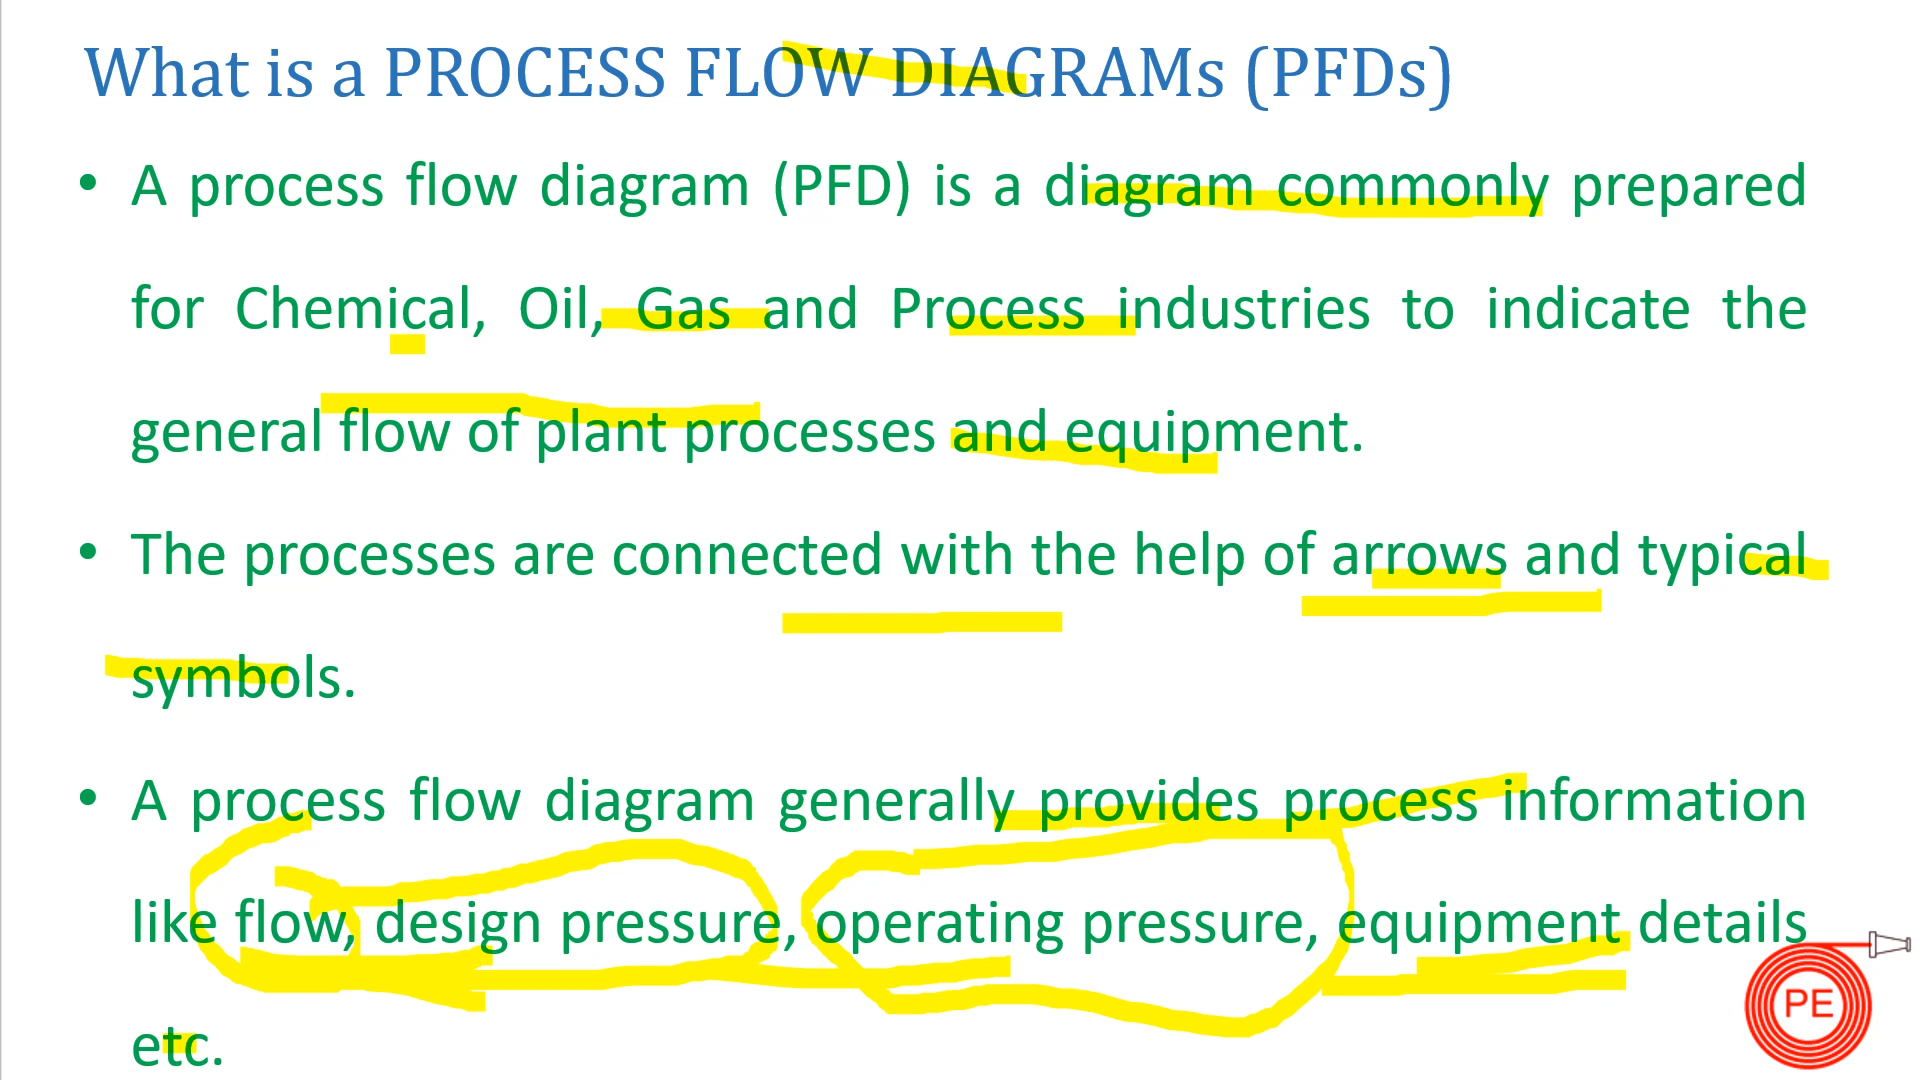 What is a PROCESS FLOW DIAGRAMs (PFDs)
• A process flow diagram (PFD) is a diagram commonly prepared
for Chemical, Oil, Gas and Process industries to indicate the
general flow of plant processes and equipment.
• The processes are connected with the help of arrows and typical
symbols.
• A process flow diagram generally provides process information
like flow, design pressure, operating pressure, equipment details
etc.
PE